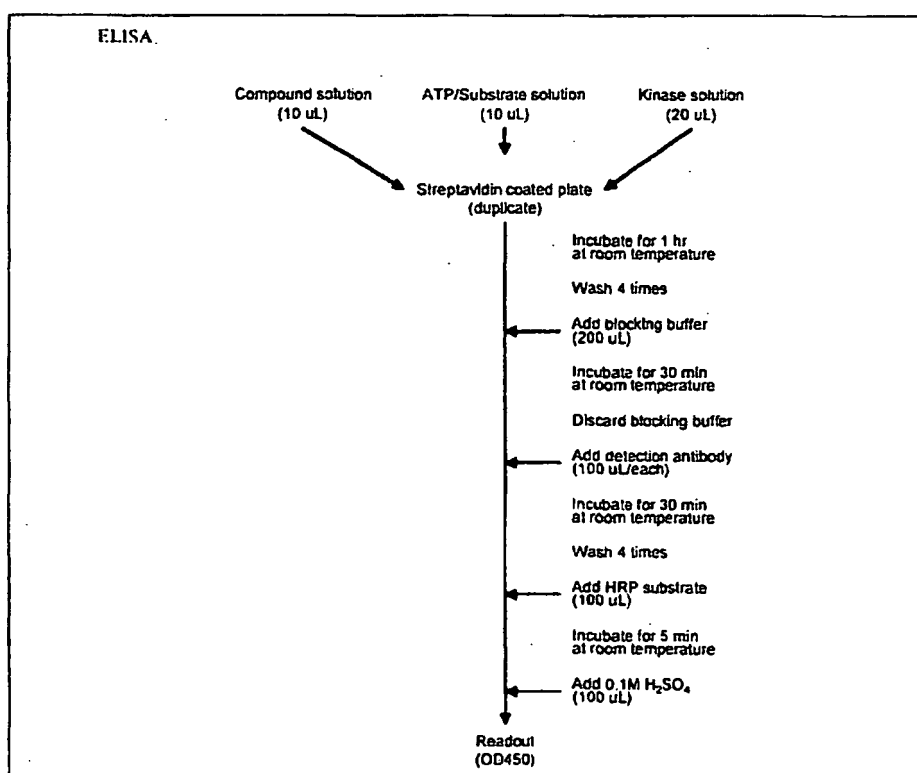 ELISA.
Compound solution
(10 uL)
ATP/Substrate solution
(10 uL)
Kinase solution
(20 uL)
Streptavidin coated plate
(duplicate)
Incubate for 1 hr
at room temperature
Wash 4 times
Add blocking buffer
(200 uL)
Incubate for 30 min
at room temperature
Discard blocking buffer
Add detection antibody
(100 uL/each)
Incubate for 30 min
at room temperature
Wash 4 times
Add HRP substrate
(100 uL)
Incubate for 5 min
at room temperature
Add 0.1M H₂SO₄
(100 uL)
Readout
(OD450)